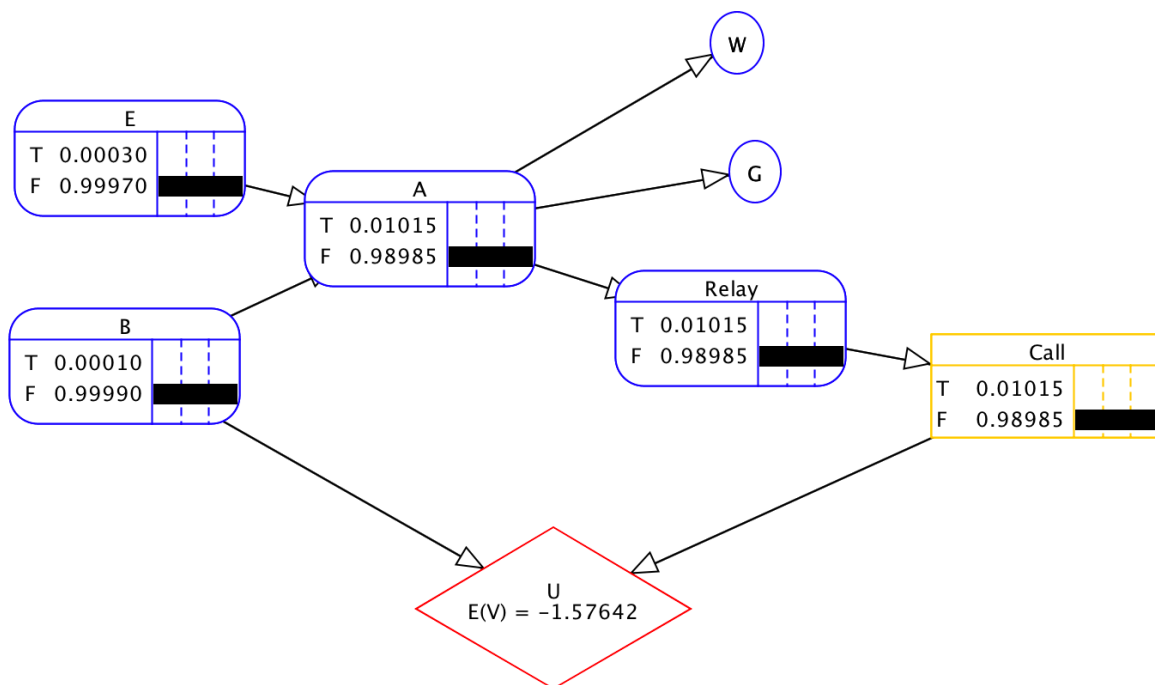 W
E
T 0.00030
F 0.99970
G
A
T 0.01015
F 0.98985
Relay
T 0.01015
F 0.98985
B
T 0.00010
F 0.99990
Call
T 0.01015
F 0.98985
U
E(V) = -1.57642